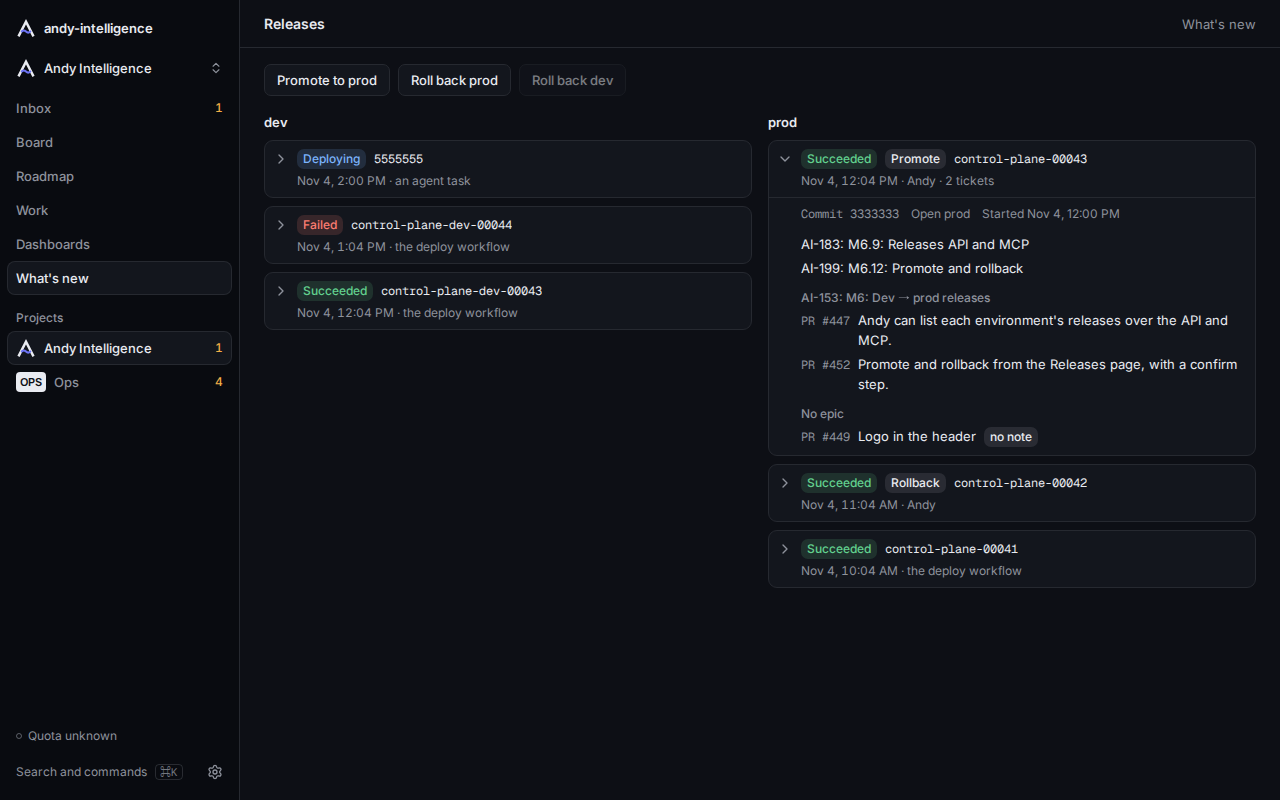 andy-intelligence
Andy Intelligence
Inbox 1
Board
Roadmap
Work
Dashboards
What's new
Projects
Andy Intelligence 1
OPS Ops 4
Quota unknown
Search and commands ⌘K
Releases What's new
Promote to prod Roll back prod Roll back dev
dev
Deploying 5555555
Nov 4, 2:00 PM · an agent task
Failed control-plane-dev-00044
Nov 4, 1:04 PM · the deploy workflow
Succeeded control-plane-dev-00043
Nov 4, 12:04 PM · the deploy workflow
prod
Succeeded Promote control-plane-00043
Nov 4, 12:04 PM · Andy · 2 tickets
Commit 3333333 Open prod Started Nov 4, 12:00 PM
AI-183: M6.9: Releases API and MCP
AI-199: M6.12: Promote and rollback
AI-153: M6: Dev → prod releases
PR #447 Andy can list each environment's releases over the API and
MCP.
PR #452 Promote and rollback from the Releases page, with a confirm
step.
No epic
PR #449 Logo in the header no note
Succeeded Rollback control-plane-00042
Nov 4, 11:04 AM · Andy
Succeeded control-plane-00041
Nov 4, 10:04 AM · the deploy workflow